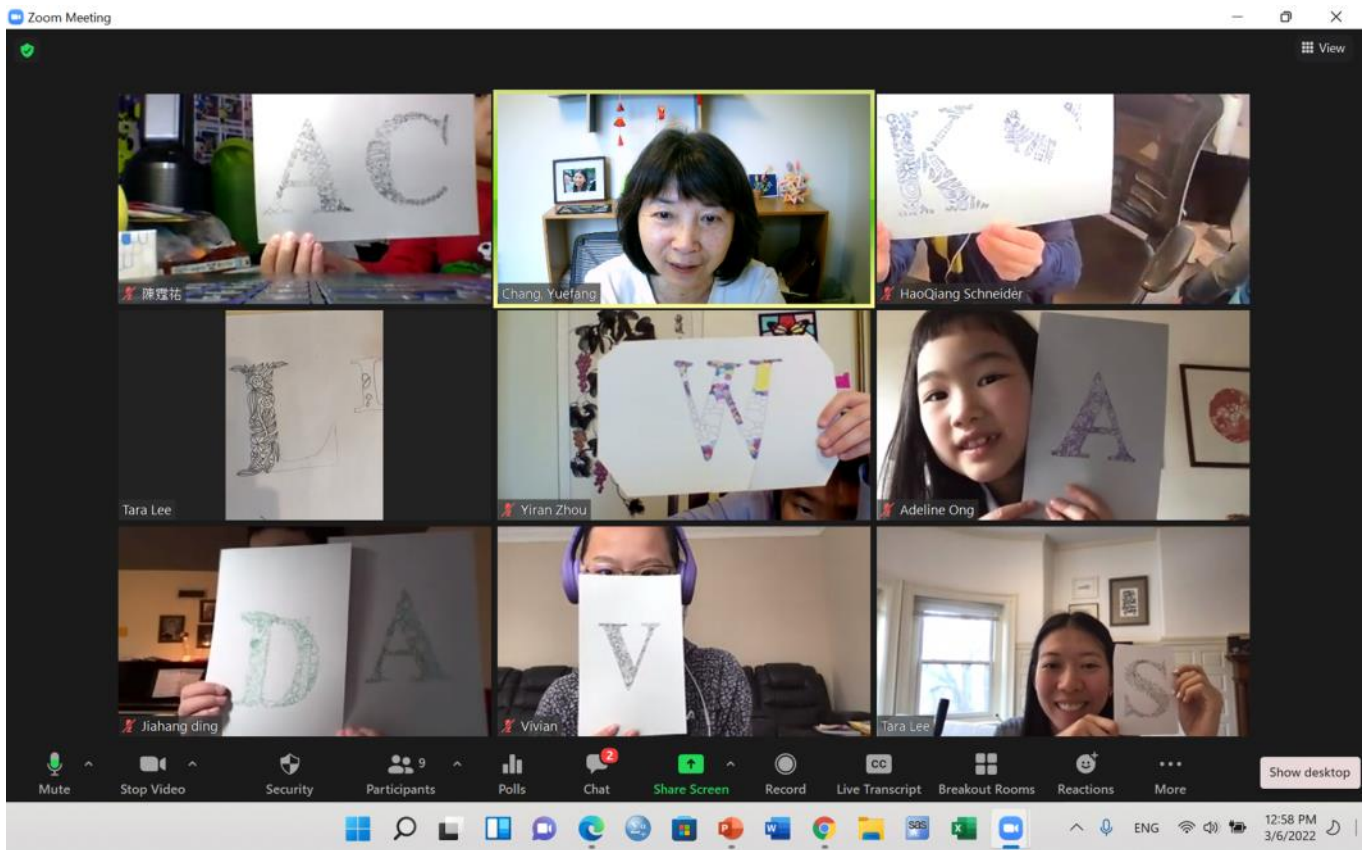 Zoom Meeting
View
AC
陳霆祐
Chang, Yuefang
K
HaoQiang Schneider
L
Tara Lee
W
Yiran Zhou
A
Adeline Ong
D A
Jiahang ding
V
Vivian
S
Tara Lee
9
2
CC
Mute
Stop Video
Security
Participants
Polls
Chat
Share Screen
Record
Live Transcript
Breakout Rooms
Reactions
More
Show desktop
sas
ENG
12:58 PM
3/6/2022